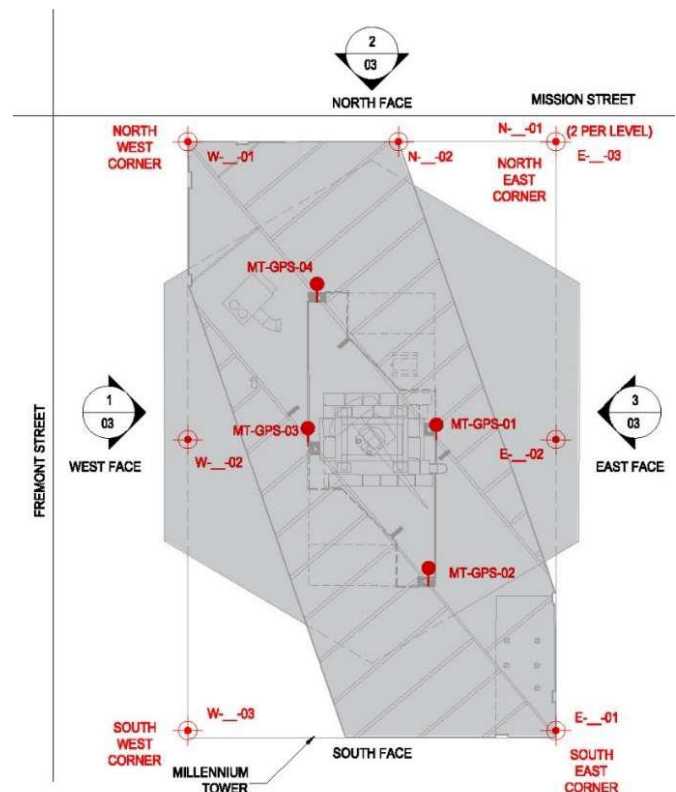 2
03
NORTH FACE
MISSION STREET
NORTH
WEST
CORNER
W-__-01
N-__-02
N-__-01
(2 PER LEVEL)
E-__-03
NORTH
EAST
CORNER
MT-GPS-04
1
03
WEST FACE
W-__-02
MT-GPS-03
MT-GPS-01
E-__-02
3
03
EAST FACE
FREMONT STREET
MT-GPS-02
SOUTH
WEST
CORNER
W-__-03
E-__-01
SOUTH FACE
SOUTH
EAST
CORNER
MILLENNIUM
TOWER